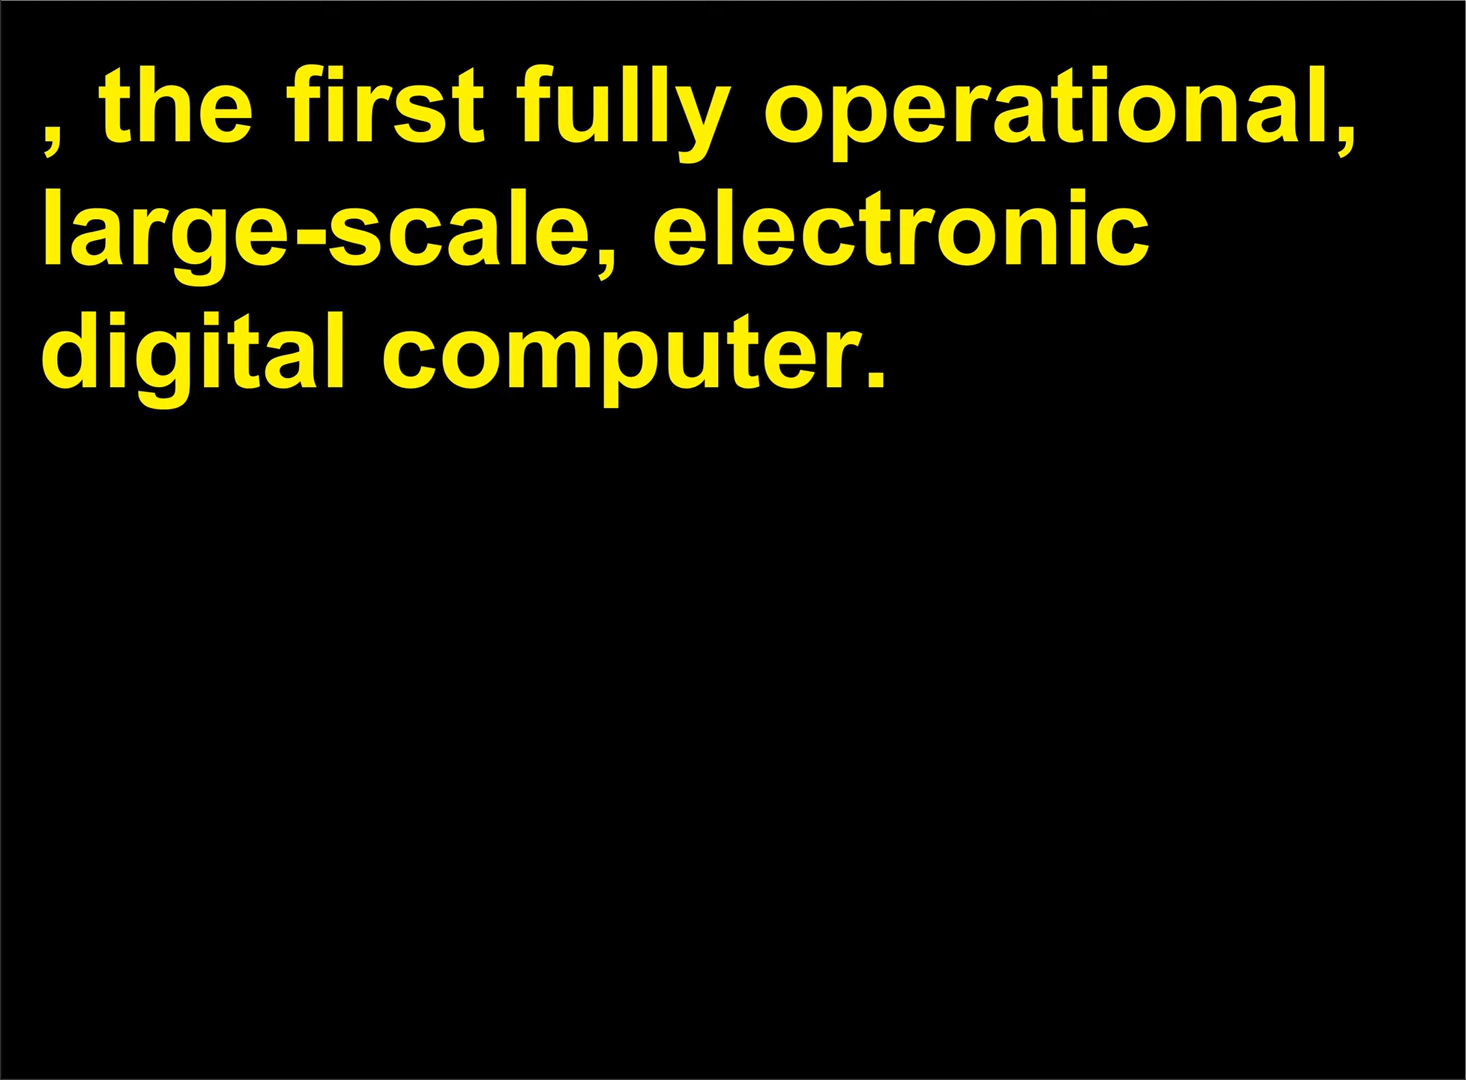 , the first fully operational,
large-scale, electronic
digital computer.